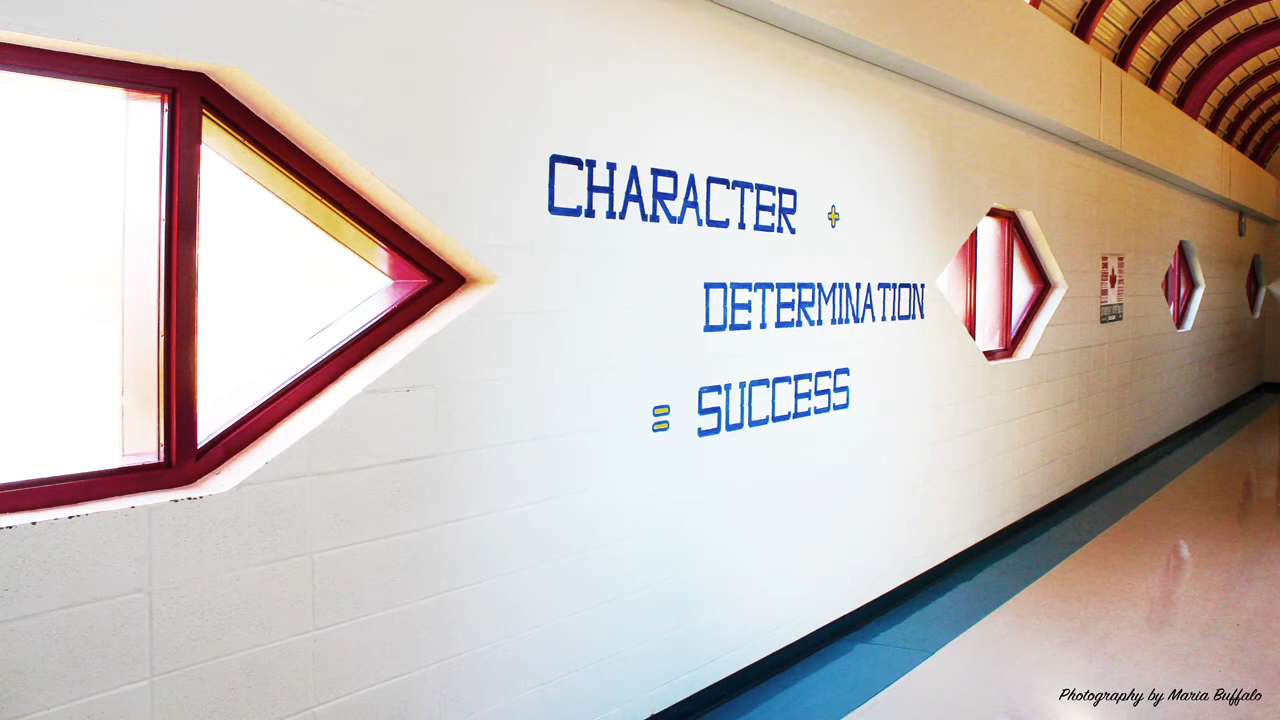 CHARACTER +
DETERMINATION
= SUCCESS
Photography by Maria Buffalo